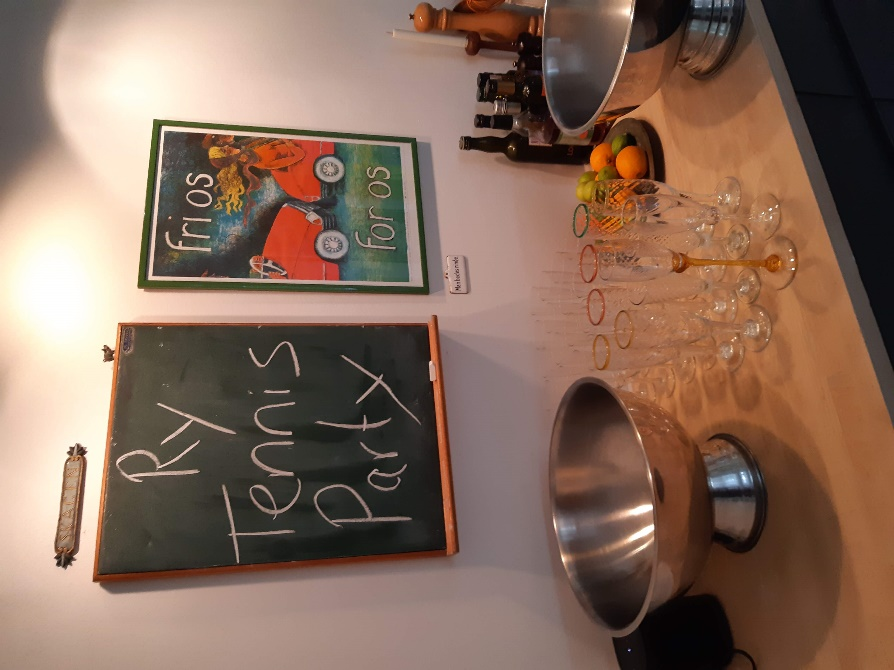 Ry
Tennis
Party
fri os
for os